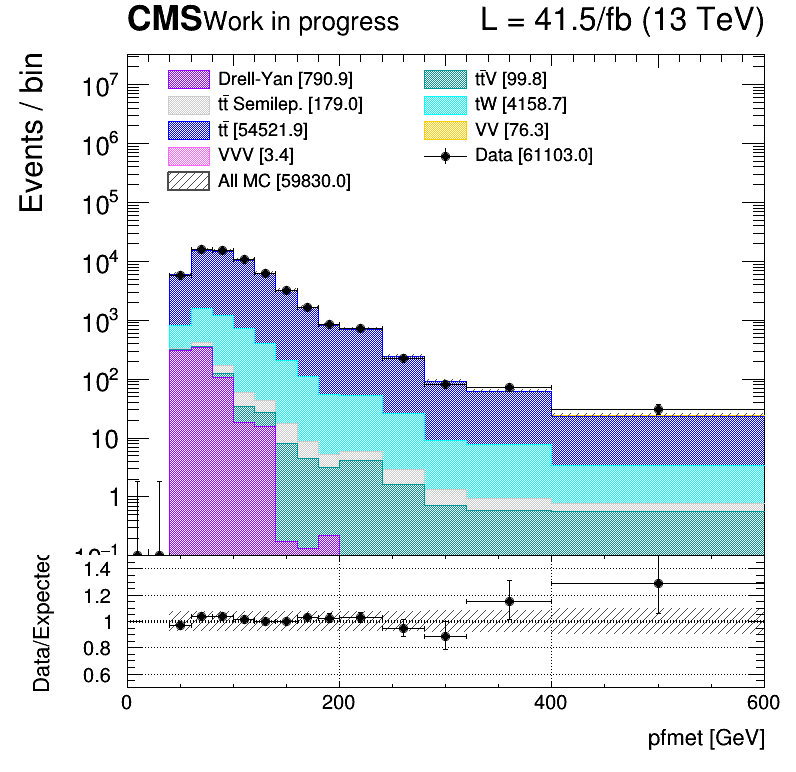 CMS Work in progress L = 41.5/fb (13 TeV)
Events / bin
Drell-Yan [790.9] tt̄V [99.8]
tt̄ Semilep. [179.0] tW [4158.7]
tt̄ [54521.9] VV [76.3]
VVV [3.4] Data [61103.0]
All MC [59830.0]
10⁷
10⁶
10⁵
10⁴
10³
10²
10
1
10⁻¹
Data/Expected
1.4
1.2
1
0.8
0.6
0 200 400 600
pfmet [GeV]